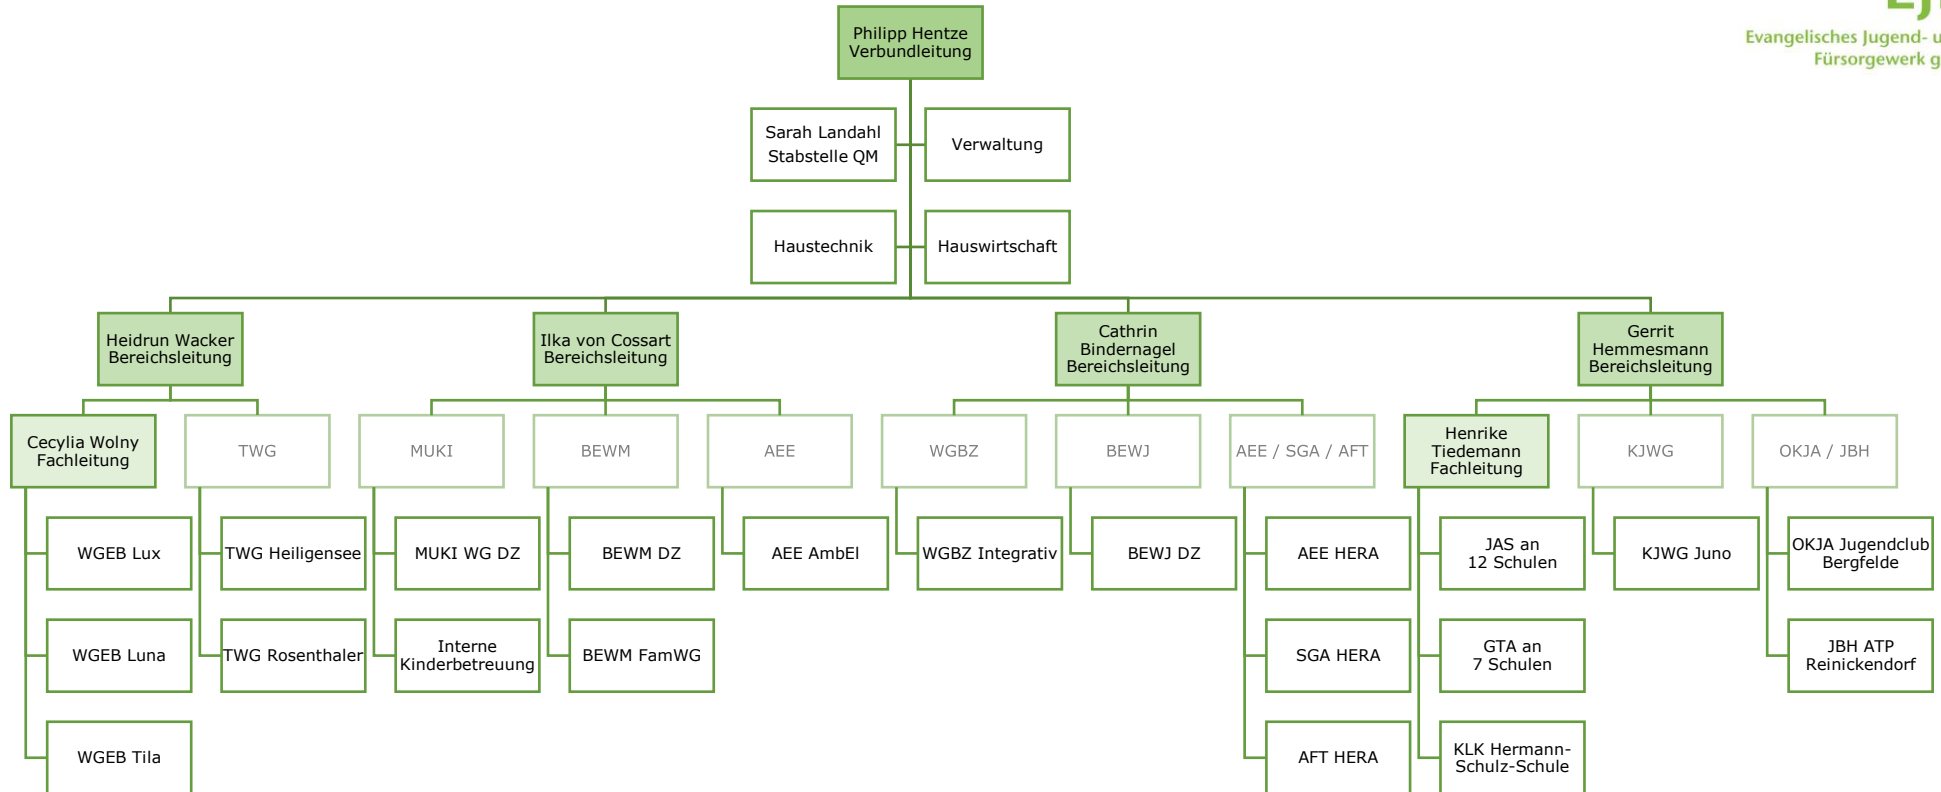 Evangelisches Jugend- u
Fürsorgewerk g
Philipp Hentze
Verbundleitung
Sarah Landahl
Stabstelle QM
Verwaltung
Haustechnik
Hauswirtschaft
Heidrun Wacker
Bereichsleitung
Ilka von Cossart
Bereichsleitung
Cathrin
Bindernagel
Bereichsleitung
Gerrit
Hemmesmann
Bereichsleitung
Cecylia Wolny
Fachleitung
TWG
MUKI
BEWM
AEE
WGBZ
BEWJ
AEE / SGA / AFT
Henrike
Tiedemann
Fachleitung
KJWG
OKJA / JBH
WGEB Lux
TWG Heiligensee
MUKI WG DZ
BEWM DZ
AEE AmbEl
WGBZ Integrativ
BEWJ DZ
AEE HERA
JAS an
12 Schulen
KJWG Juno
OKJA Jugendclub
Bergfelde
WGEB Luna
TWG Rosenthaler
Interne
Kinderbetreuung
BEWM FamWG
SGA HERA
GTA an
7 Schulen
JBH ATP
Reinickendorf
WGEB Tila
AFT HERA
KLK Hermann-
Schulz-Schule